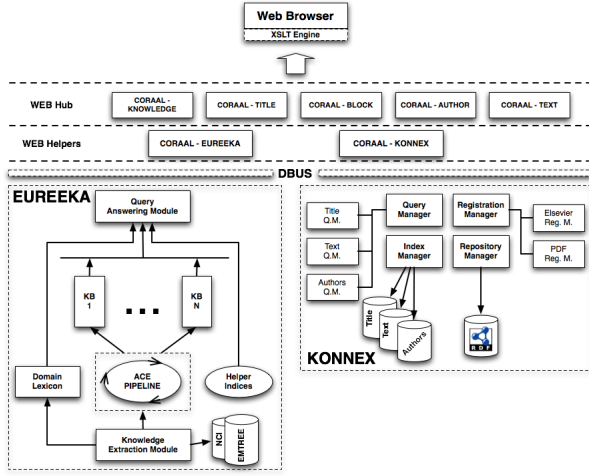 Web Browser
XSLT Engine
WEB Hub
CORAAL -
KNOWLEDGE
CORAAL - TITLE
CORAAL - BLOCK
CORAAL - AUTHOR
CORAAL - TEXT
WEB Helpers
CORAAL - EUREEKA
CORAAL - KONNEX
DBUS
EUREEKA
Query
Answering Module
KB
1
KB
N
Domain
Lexicon
ACE
PIPELINE
Helper
Indices
Knowledge
Extraction Module
NCI
EMTREE
Title
Q.M.
Text
Q.M.
Authors
Q.M.
Query
Manager
Index
Manager
Registration
Manager
Repository
Manager
Elsevier
Reg. M.
PDF
Reg. M.
Title
Text
Authors
RDF
KONNEX